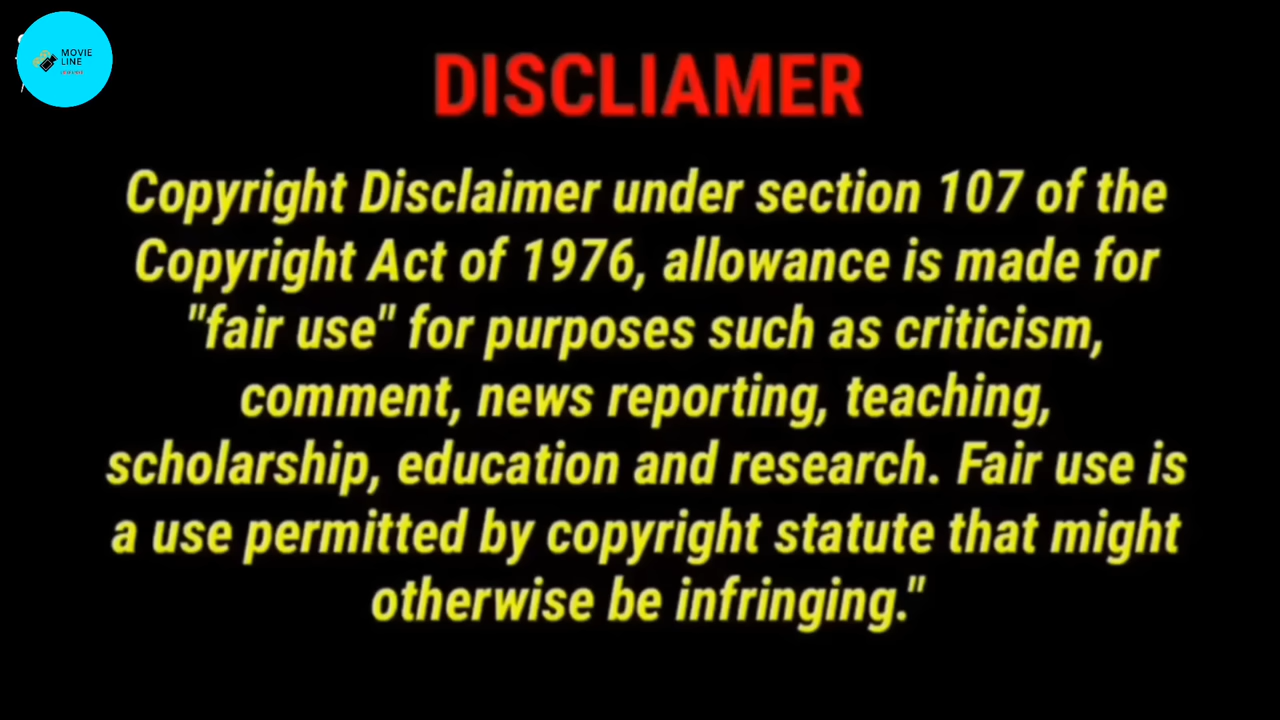 MOVIE
LINE
DISCLIAMER
Copyright Disclaimer under section 107 of the
Copyright Act of 1976, allowance is made for
"fair use" for purposes such as criticism,
comment, news reporting, teaching,
scholarship, education and research. Fair use is
a use permitted by copyright statute that might
otherwise be infringing."